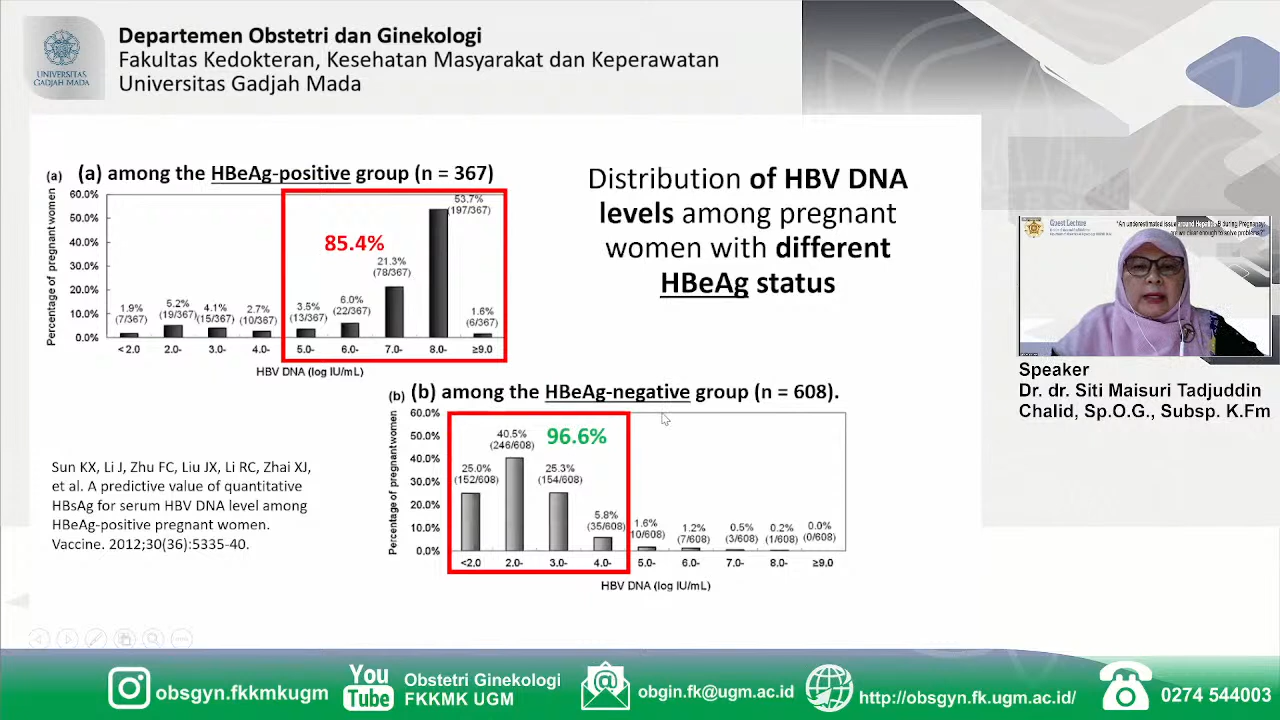 UNIVERSITAS
GADJAH MADA
Departemen Obstetri dan Ginekologi
Fakultas Kedokteran, Kesehatan Masyarakat dan Keperawatan
Universitas Gadjah Mada
(a)
(a) among the HBeAg-positive group (n = 367)
Percentage of pregnant women
60.0%
50.0%
40.0%
30.0%
20.0%
10.0%
0.0%
1.9%
(7/367)
5.2%
(19/367)
4.1%
(15/367)
2.7%
(10/367)
3.5%
(13/367)
6.0%
(22/367)
21.3%
(78/367)
53.7%
(197/367)
1.6%
(6/367)
85.4%
<2.0 2.0- 3.0- 4.0- 5.0- 6.0- 7.0- 8.0- ≥9.0
HBV DNA (log IU/mL)
Distribution of HBV DNA
levels among pregnant
women with different
HBeAg status
(b)
(b) among the HBeAg-negative group (n = 608).
Percentage of pregnant women
60.0%
50.0%
40.0%
30.0%
20.0%
10.0%
0.0%
25.0%
(152/608)
40.5%
(246/608)
25.3%
(154/608)
5.8%
(35/608)
1.6%
10/608)
1.2%
(7/608)
0.5%
(3/608)
0.2%
(1/608)
0.0%
(0/608)
96.6%
<2.0 2.0- 3.0- 4.0- 5.0- 6.0- 7.0- 8.0- ≥9.0
HBV DNA (log IU/mL)
Sun KX, Li J, Zhu FC, Liu JX, Li RC, Zhai XJ,
et al. A predictive value of quantitative
HBsAg for serum HBV DNA level among
HBeAg-positive pregnant women.
Vaccine. 2012;30(36):5335-40.
Guest Lecture
"An underestimated issue around Hepatitis B during Pregnancy
Speaker
Dr. dr. Siti Maisuri Tadjuddin
Chalid, Sp.O.G., Subsp. K.Fm
obsgyn.fkkmkugm
You
Tube
Obstetri Ginekologi
FKKMK UGM
obgin.fk@ugm.ac.id
http://obsgyn.fk.ugm.ac.id/
0274 544003